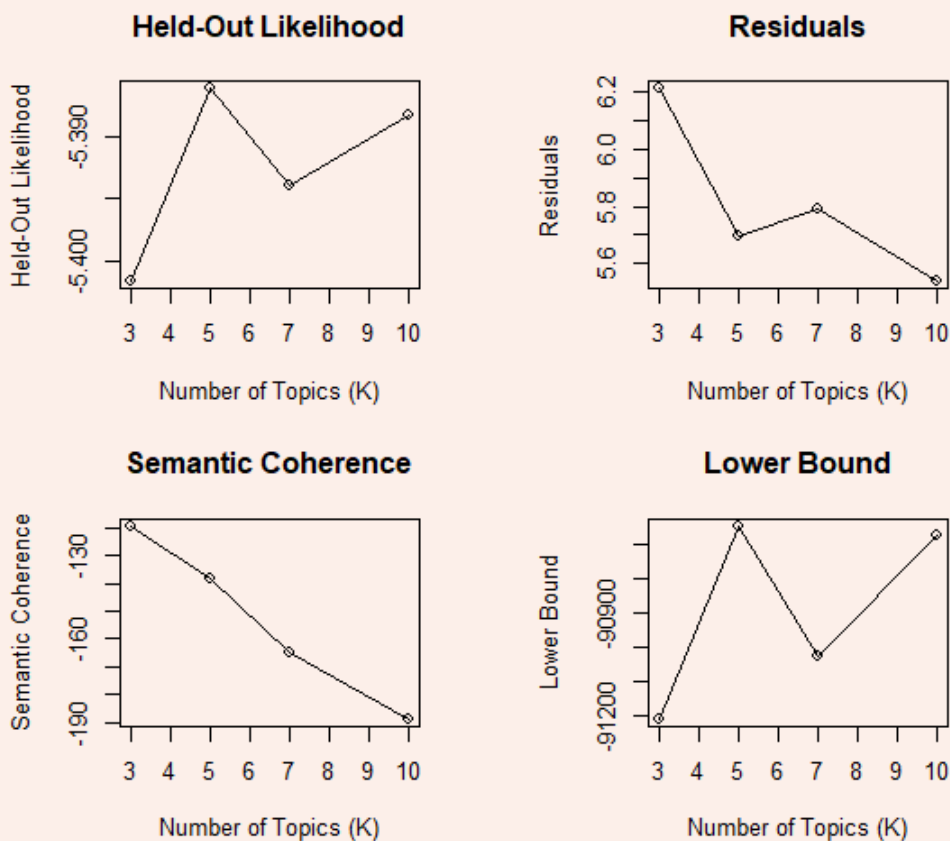 Held-Out Likelihood
Held-Out Likelihood
-5.390
-5.400
3 4 5 6 7 8 9 10
Number of Topics (K)
Residuals
Residuals
6.2
6.0
5.8
5.6
3 4 5 6 7 8 9 10
Number of Topics (K)
Semantic Coherence
Semantic Coherence
-130
-160
-190
3 4 5 6 7 8 9 10
Number of Topics (K)
Lower Bound
Lower Bound
-90900
-91200
3 4 5 6 7 8 9 10
Number of Topics (K)